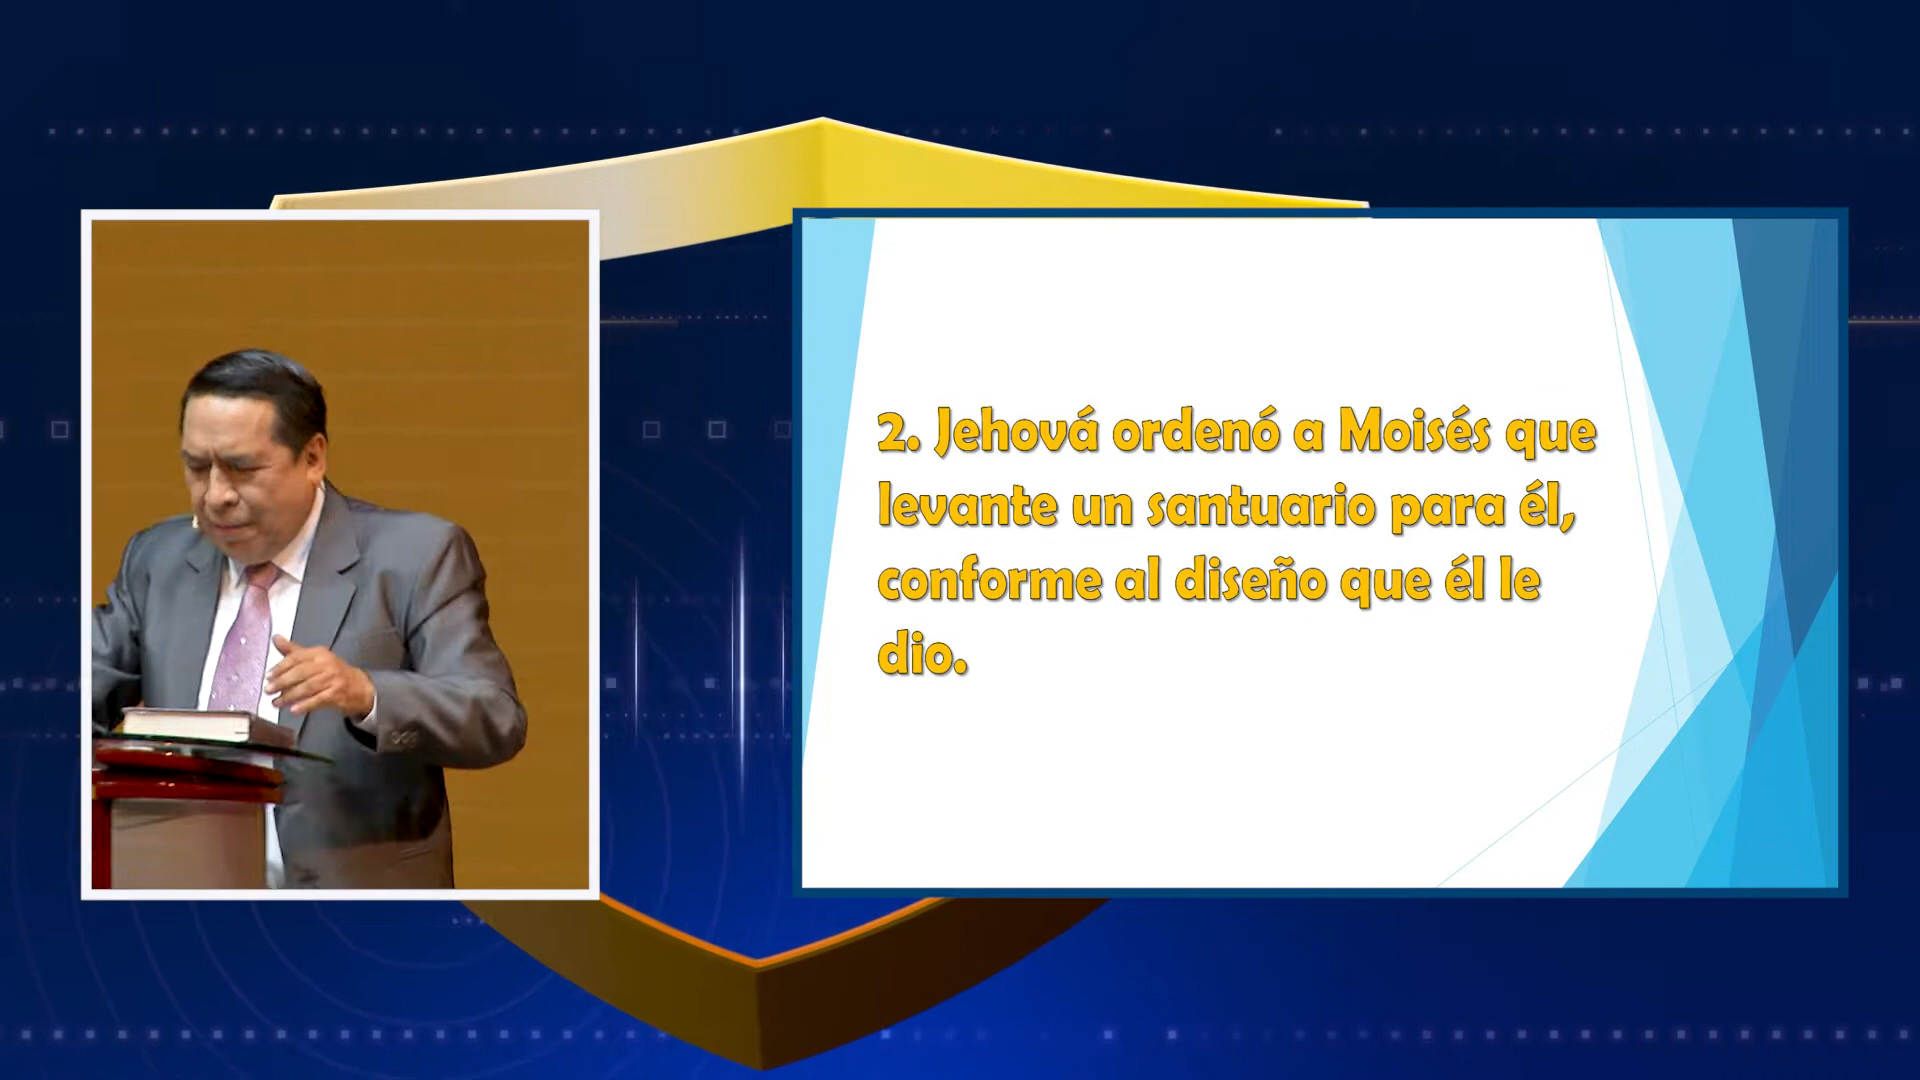 2. Jehová ordenó a Moisés que
levante un santuario para él,
conforme al diseño que él le
dio.